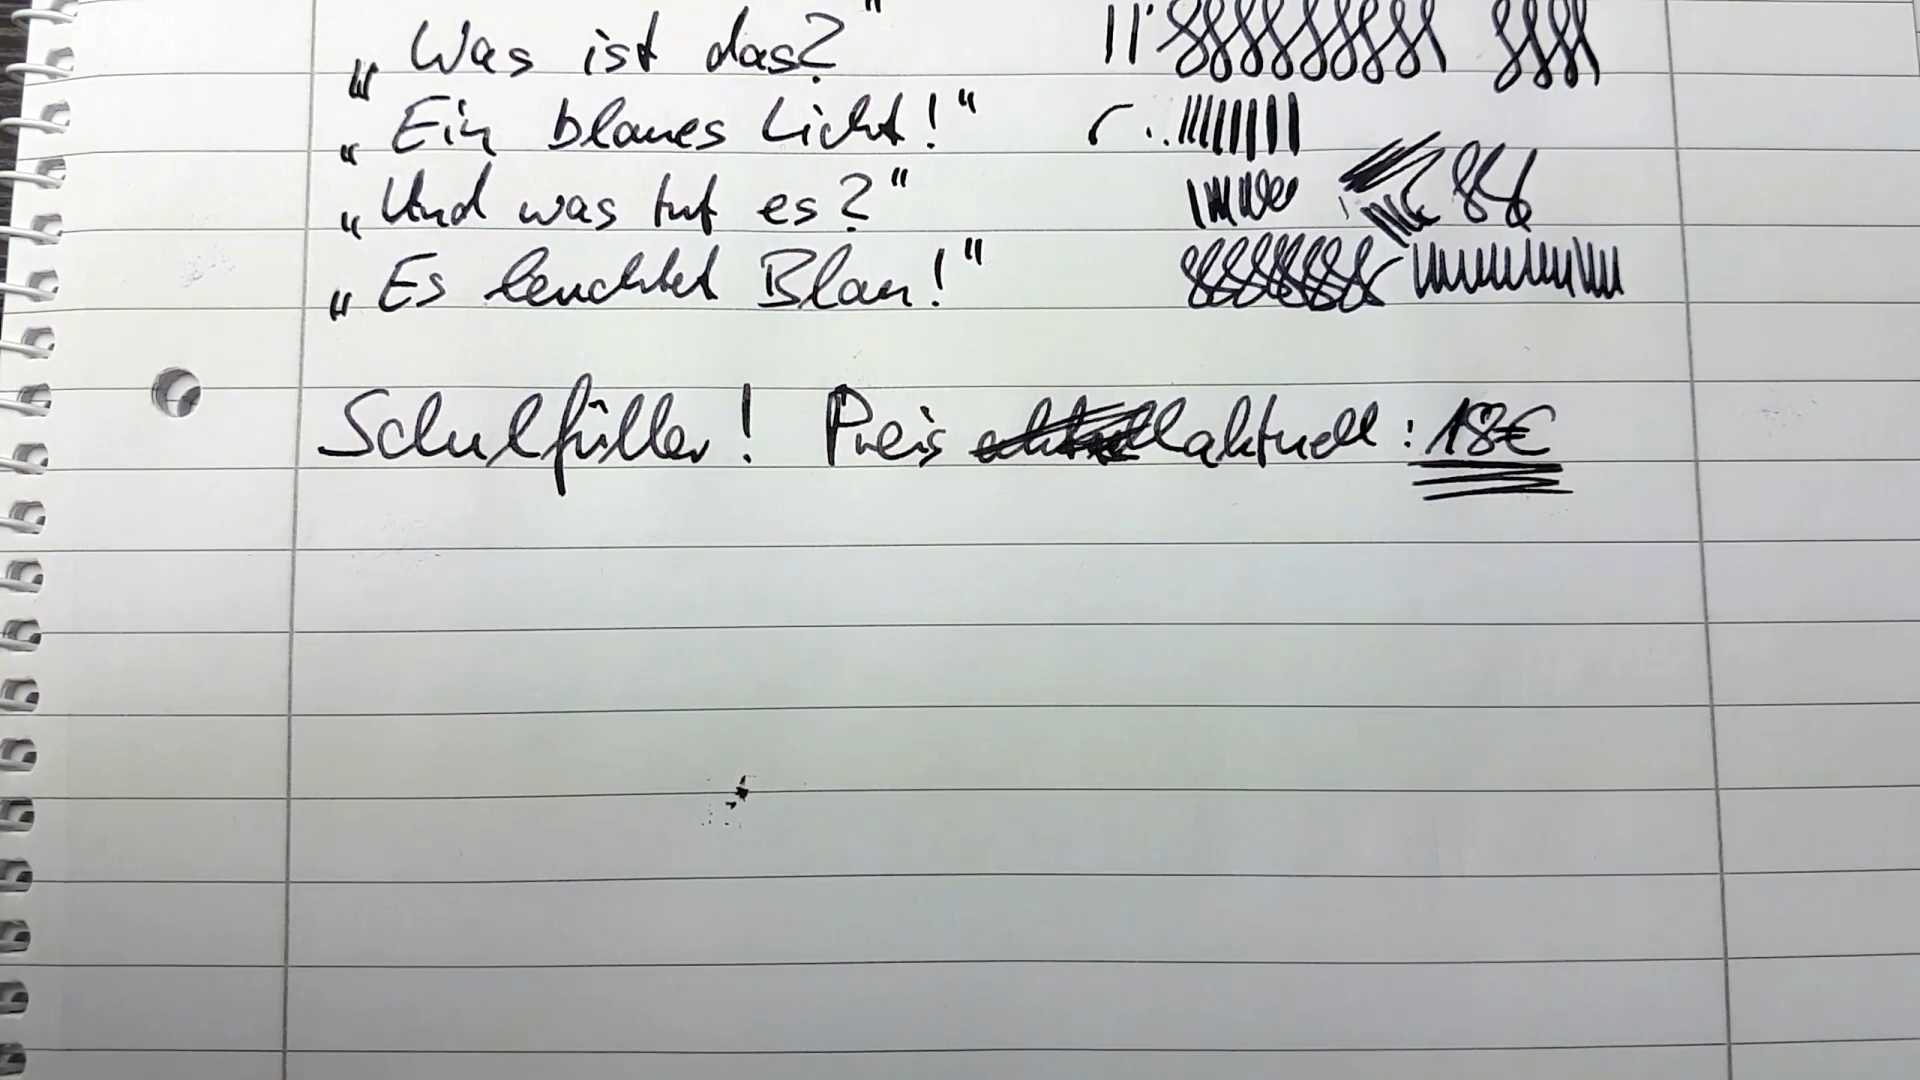 „Was ist das?"
„Ein blaues Licht!"
„Und was tut es?"
„Es leuchtet Blau!"
Schulfüller! Preis aktuell: 18€